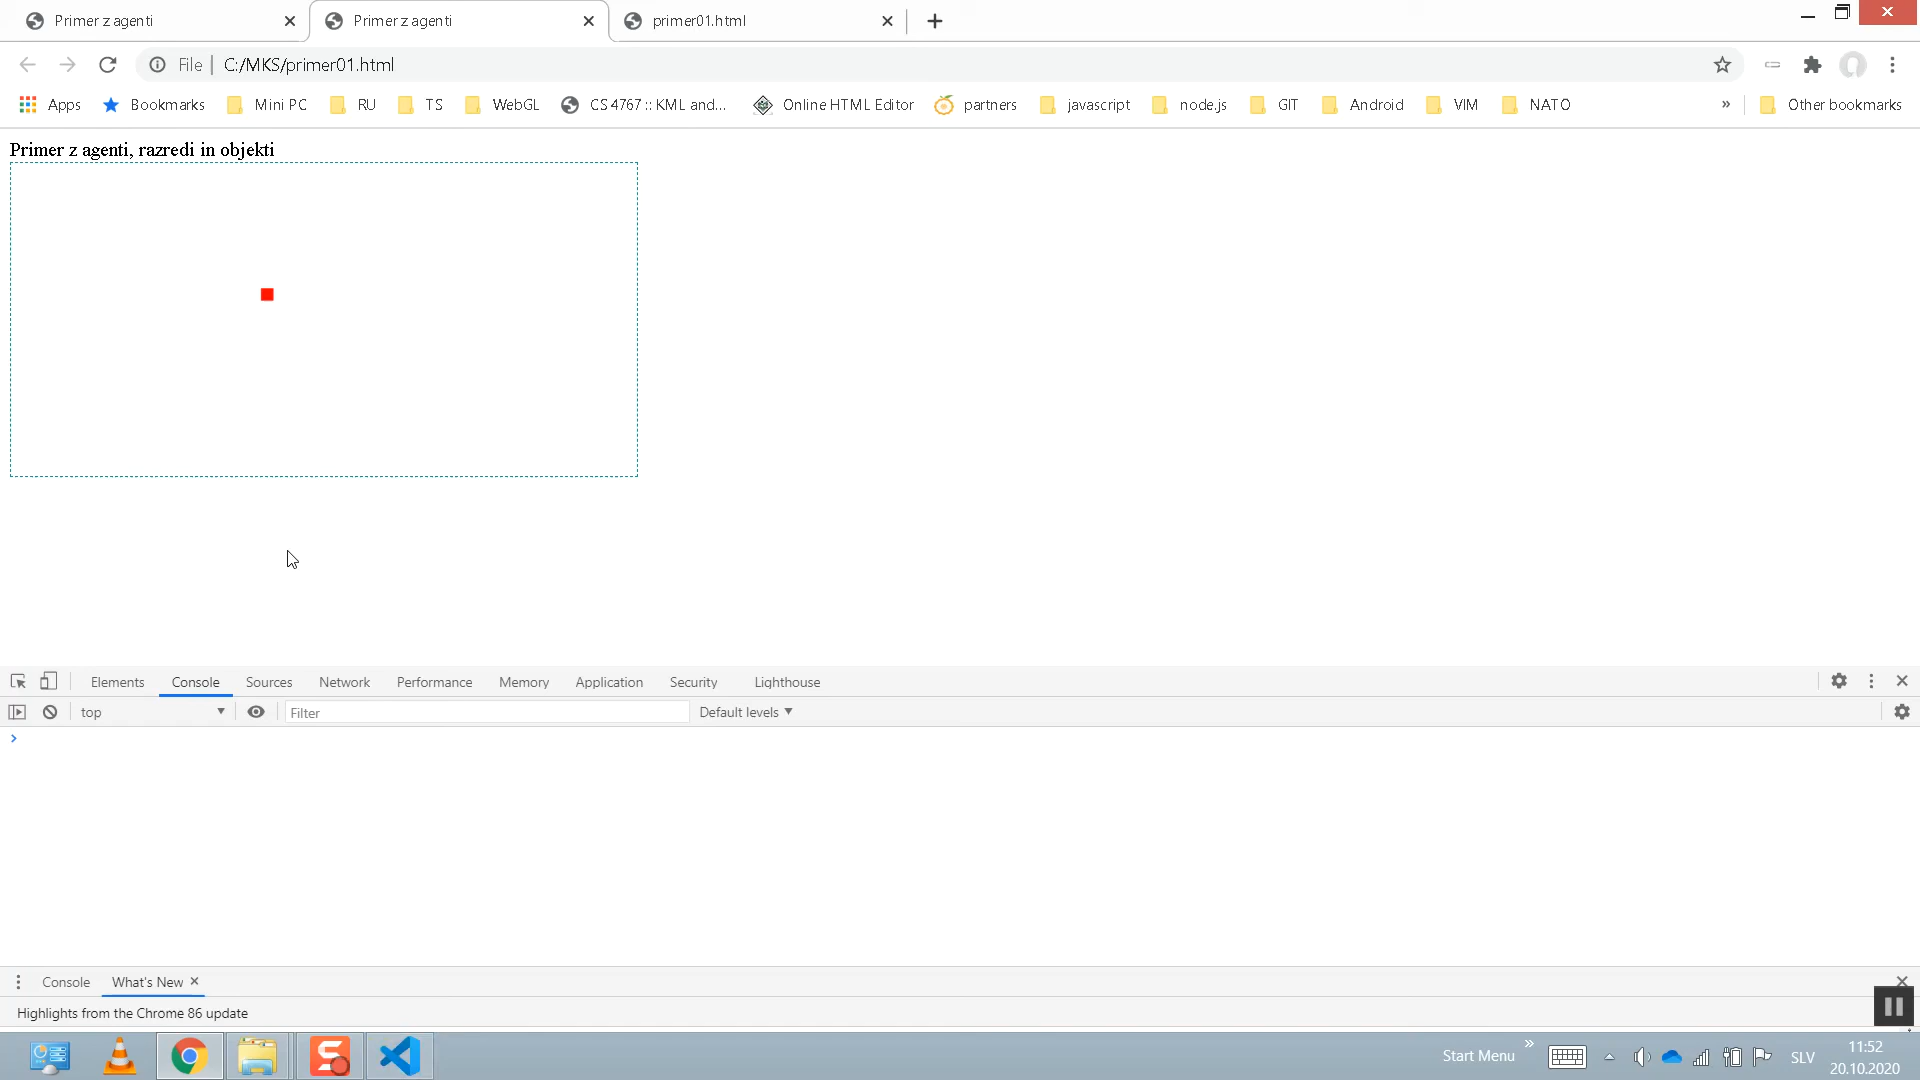 Primer z agenti
Primer z agenti
primer01.html
File | C:/MKS/primer01.html
Apps Bookmarks Mini PC RU TS WebGL CS 4767 :: KML and... Online HTML Editor partners javascript node.js GIT Android VIM NATO » Other bookmarks
Primer z agenti, razredi in objekti
Elements Console Sources Network Performance Memory Application Security Lighthouse
top Filter Default levels
Console What's New
Highlights from the Chrome 86 update
Start Menu » SLV 11:52
20.10.2020